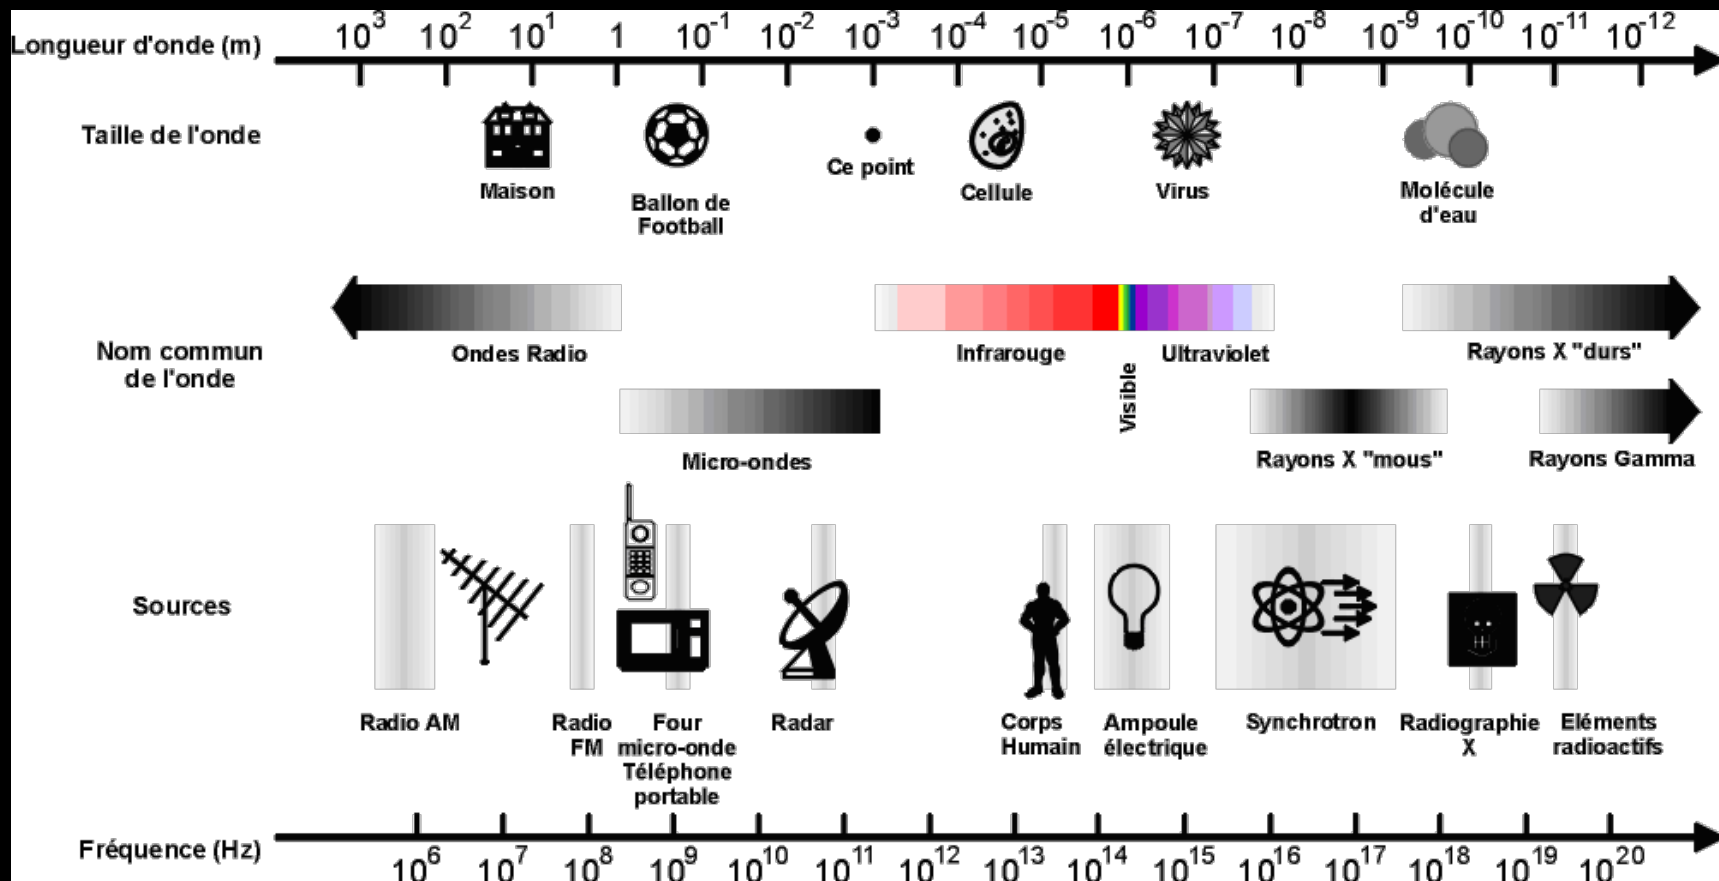 Longueur d'onde (m) 10³ 10² 10¹ 1 10⁻¹ 10⁻² 10⁻³ 10⁻⁴ 10⁻⁵ 10⁻⁶ 10⁻⁷ 10⁻⁸ 10⁻⁹ 10⁻¹⁰ 10⁻¹¹ 10⁻¹²
Taille de l'onde
Maison
Ballon de
Football
Ce point
Cellule
Virus
Molécule
d'eau
Nom commun
de l'onde
Ondes Radio
Infrarouge
Visible
Ultraviolet
Rayons X "durs"
Micro-ondes
Rayons X "mous"
Rayons Gamma
Sources
Radio AM
Radio
FM
Four
micro-onde
Téléphone
portable
Radar
Corps
Humain
Ampoule
électrique
Synchrotron
Radiographie
X
Eléments
radioactifs
Fréquence (Hz) 10⁶ 10⁷ 10⁸ 10⁹ 10¹⁰ 10¹¹ 10¹² 10¹³ 10¹⁴ 10¹⁵ 10¹⁶ 10¹⁷ 10¹⁸ 10¹⁹ 10²⁰